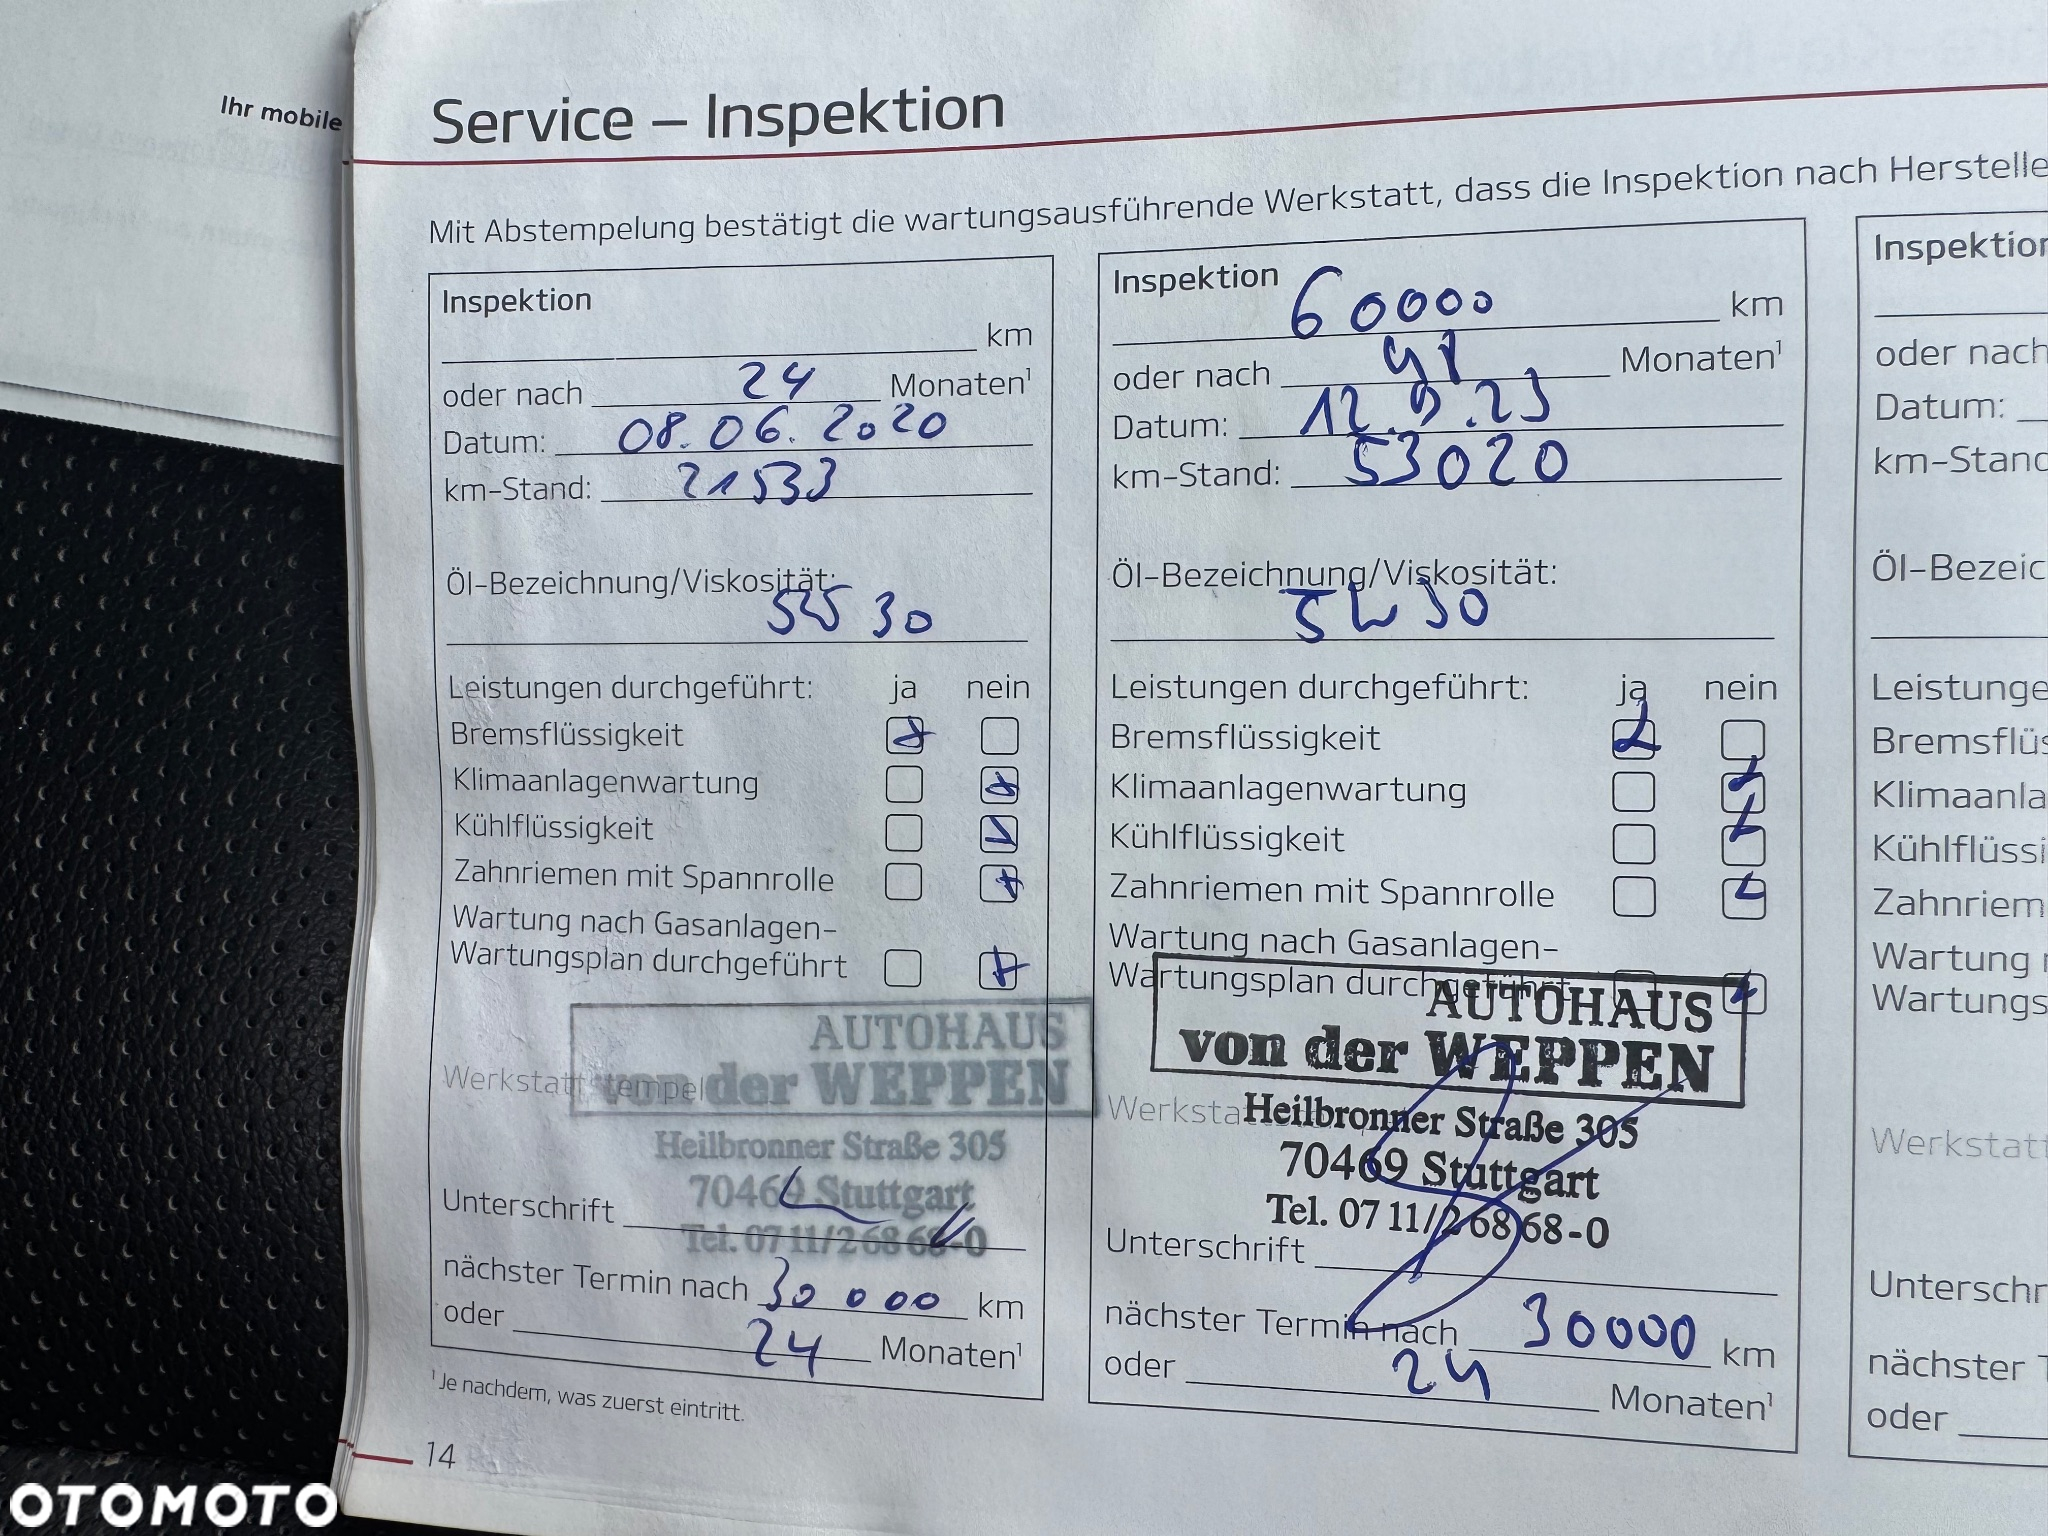 Ihr mobile
Service – Inspektion
Mit Abstempelung bestätigt die wartungsausführende Werkstatt, dass die Inspektion nach Herstelle
Inspektion
km
oder nach 24 Monaten¹
Datum: 08.06.2020
km-Stand: 21533
Öl-Bezeichnung/Viskosität:
5W 30
Leistungen durchgeführt: ja nein
Bremsflüssigkeit
Klimaanlagenwartung
Kühlflüssigkeit
Zahnriemen mit Spannrolle
Wartung nach Gasanlagen-
Wartungsplan durchgeführt
AUTOHAUS
von der WEPPEN
Werkstattstempel
Heilbronner Straße 305
70469 Stuttgart
Tel. 07 11/2 68 68-0
Unterschrift
nächster Termin nach 30000 km
oder 24 Monaten¹
¹Je nachdem, was zuerst eintritt.
14
Inspektion 60000 km
oder nach Monaten¹
Datum: 12.9.23
km-Stand: 53020
Öl-Bezeichnung/Viskosität:
5W30
Leistungen durchgeführt: ja nein
Bremsflüssigkeit
Klimaanlagenwartung
Kühlflüssigkeit
Zahnriemen mit Spannrolle
Wartung nach Gasanlagen-
Wartungsplan durchgeführt
AUTOHAUS
von der WEPPEN
Heilbronner Straße 305
70469 Stuttgart
Tel. 07 11/2 68 68-0
Unterschrift
nächster Termin nach 30000 km
oder 24 Monaten¹
Inspektion
oder nach
Datum:
km-Stand
Öl-Bezeic
Leistunge
Bremsflüs
Klimaanla
Kühlflüssi
Zahnriem
Wartung
Wartungs
Werkstatt
Unterschr
nächster
oder
OTOMOTO